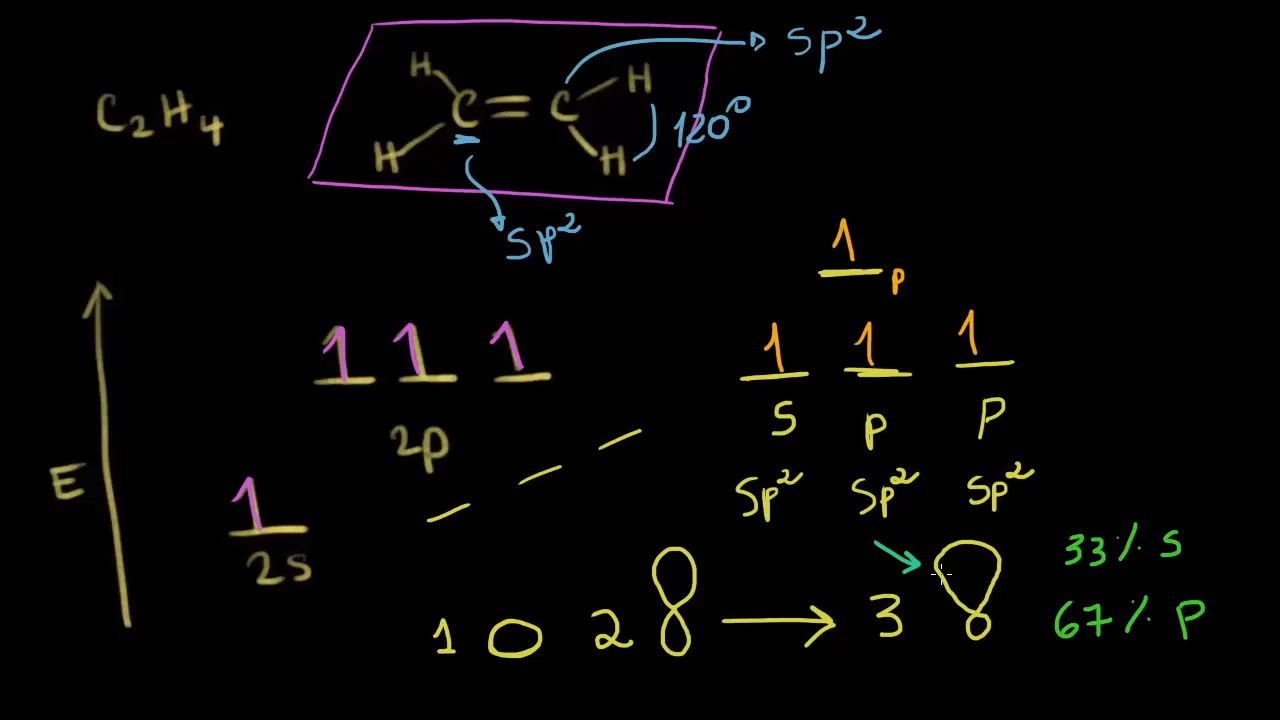 sp²
C₂H₄
H H
C = C
H H
120°
sp²
1
p
1 1 1
1 1 1
2p
s p p
E
1
sp² sp² sp²
2s
33% s
1 2 → 3
67% p